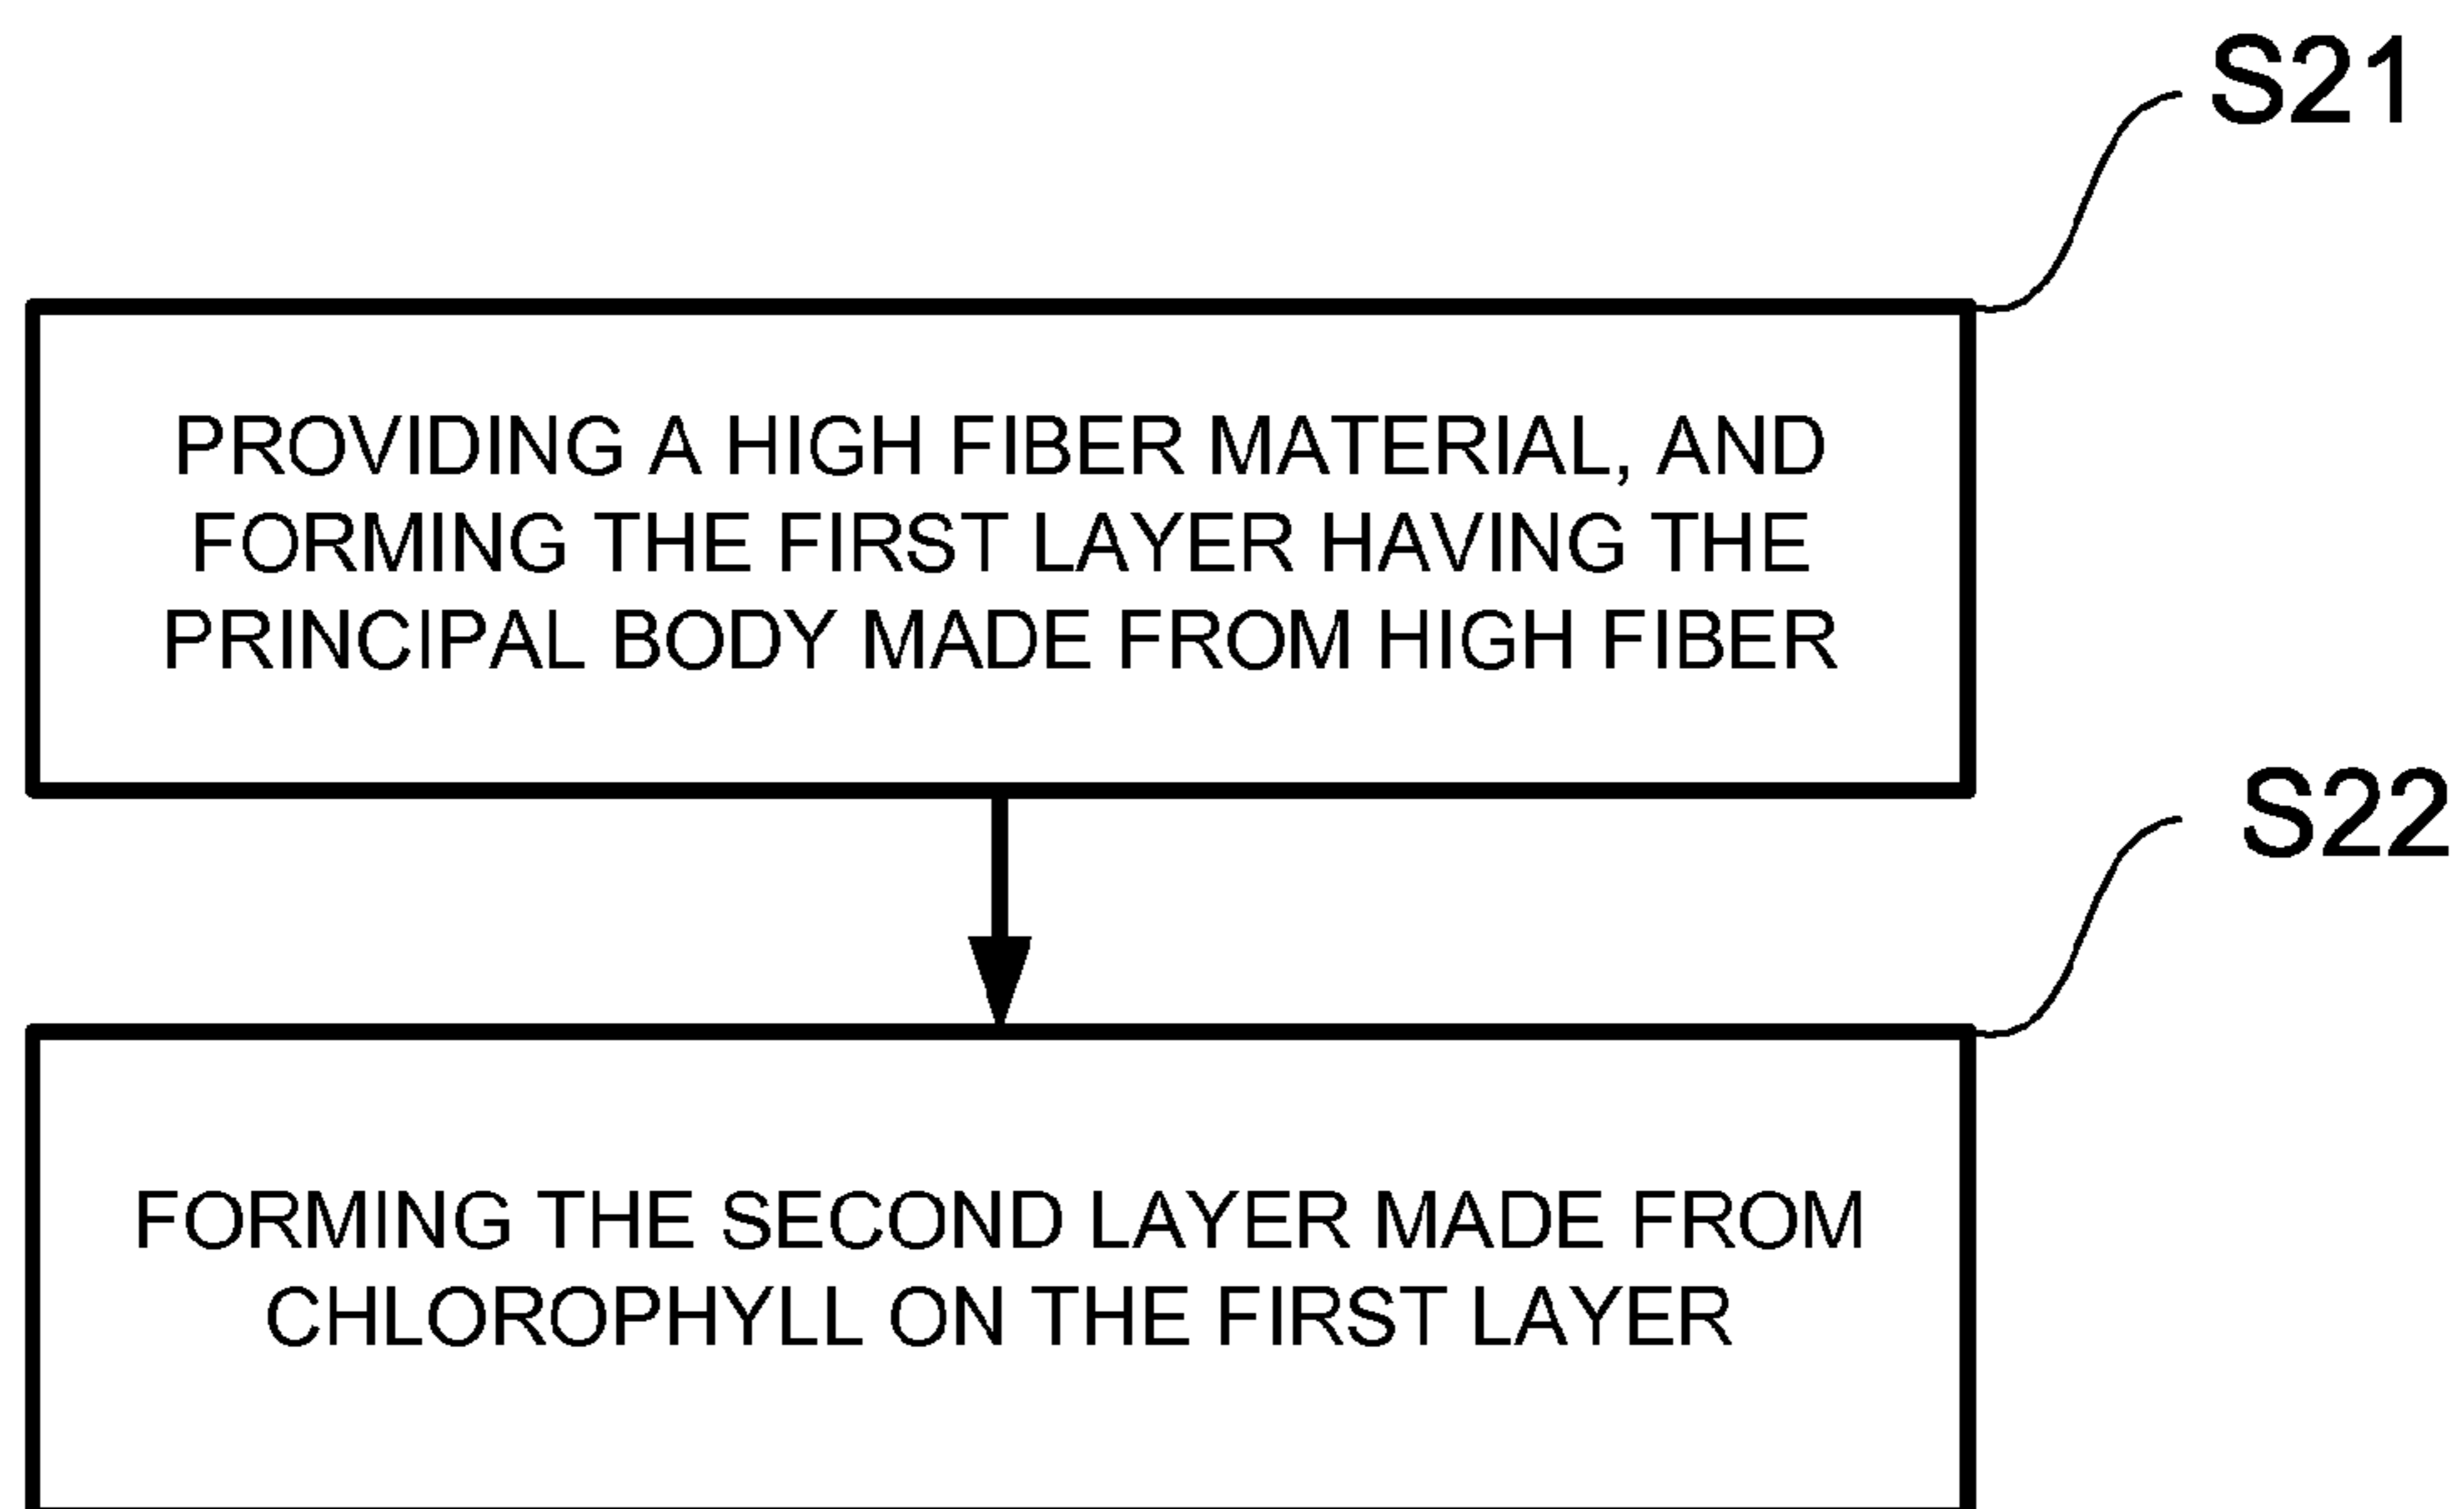 S21
PROVIDING A HIGH FIBER MATERIAL, AND
FORMING THE FIRST LAYER HAVING THE
PRINCIPAL BODY MADE FROM HIGH FIBER
S22
FORMING THE SECOND LAYER MADE FROM
CHLOROPHYLL ON THE FIRST LAYER